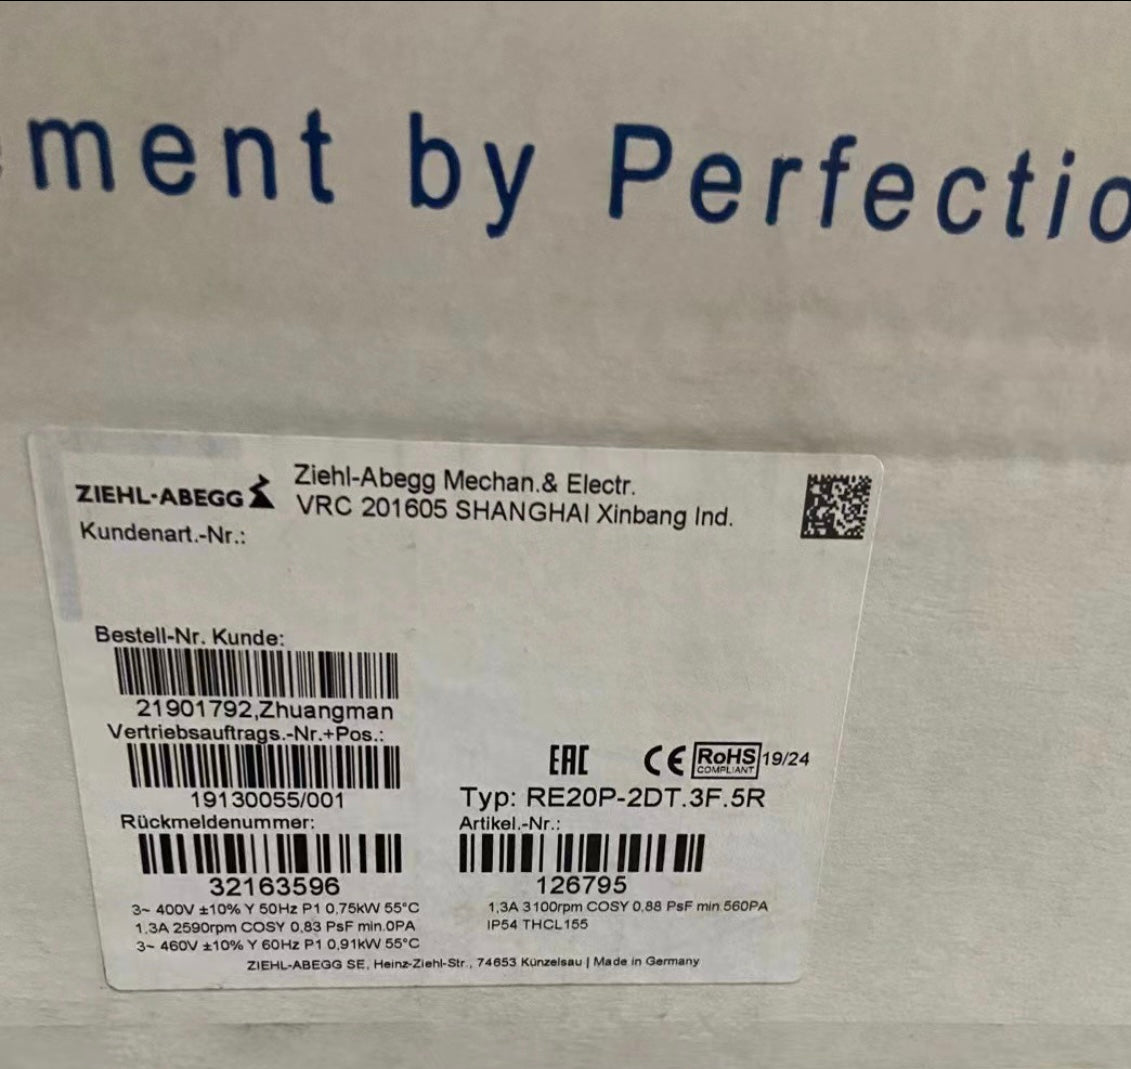 ment by Perfectio
ZIEHL-ABEGG
Ziehl-Abegg Mechan.& Electr.
VRC 201605 SHANGHAI Xinbang Ind.
Kundenart.-Nr.:
Bestell-Nr. Kunde:
21901792,Zhuangman
Vertriebsauftrags.-Nr.+Pos.:
19130055/001
Rückmeldenummer:
32163596
3~ 400V ±10% Y 50Hz P1 0,75kW 55°C
1,3A 2590rpm COSY 0,83 PsF min.0PA
3~ 460V ±10% Y 60Hz P1 0,91kW 55°C
EAC CE RoHS 19/24
COMPLIANT
Typ: RE20P-2DT.3F.5R
Artikel.-Nr.:
126795
1,3A 3100rpm COSY 0,88 PsF min 560PA
IP54 THCL155
ZIEHL-ABEGG SE, Heinz-Ziehl-Str., 74653 Künzelsau | Made in Germany